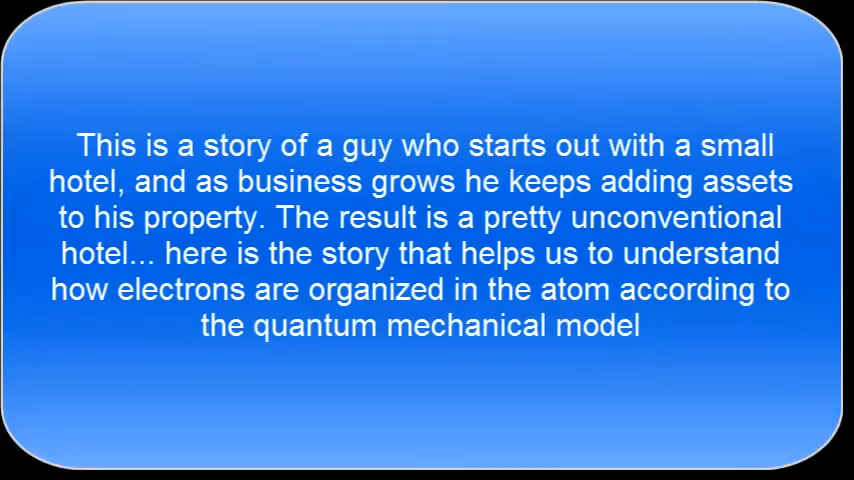 This is a story of a guy who starts out with a small
hotel, and as business grows he keeps adding assets
to his property. The result is a pretty unconventional
hotel... here is the story that helps us to understand
how electrons are organized in the atom according to
the quantum mechanical model